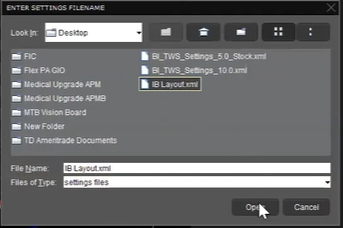 ENTER SETTINGS FILENAME
Look In: Desktop
FIC
Flex PA GIO
Medical Upgrade APM
Medical Upgrade APMB
MTB Vision Board
New Folder
TD Ameritrade Documents
BI_TWS_Settings_5.0_Stock.xml
BI_TWS_Settings_10.0.xml
IB Layout.xml
File Name: IB Layout.xml
Files of Type: settings files
Open Cancel